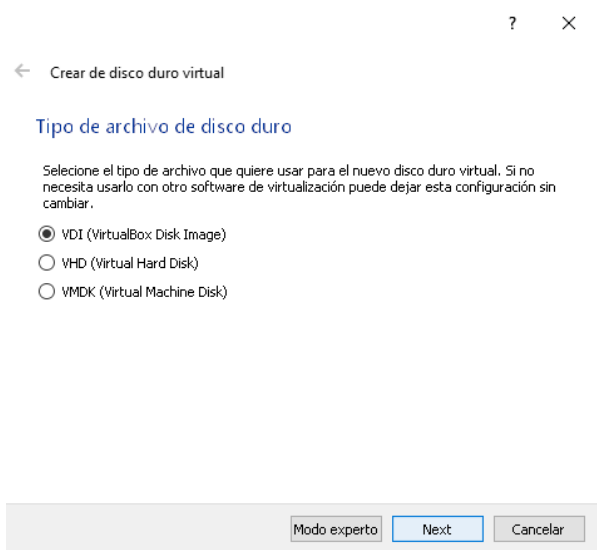 ?
Crear de disco duro virtual
Tipo de archivo de disco duro
Selecione el tipo de archivo que quiere usar para el nuevo disco duro virtual. Si no
necesita usarlo con otro software de virtualización puede dejar esta configuración sin
cambiar.
VDI (VirtualBox Disk Image)
VHD (Virtual Hard Disk)
VMDK (Virtual Machine Disk)
Modo experto Next Cancelar